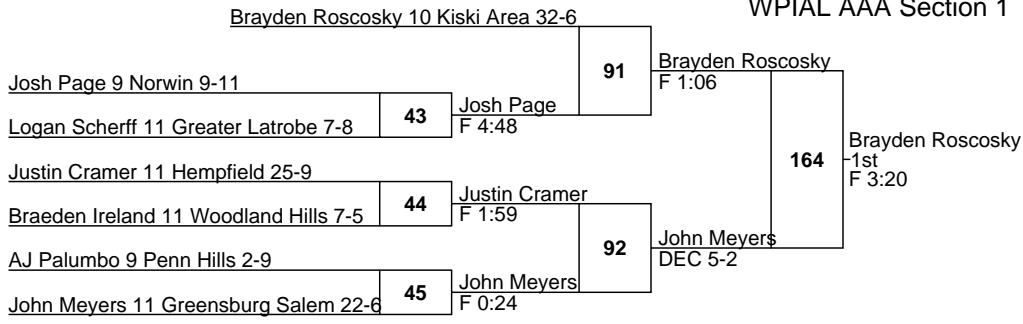 WPIAL AAA Section 1
Brayden Roscosky 10 Kiski Area 32-6
91
Brayden Roscosky
F 1:06
Josh Page 9 Norwin 9-11
43
Josh Page
F 4:48
Logan Scherff 11 Greater Latrobe 7-8
164
Brayden Roscosky
1st
F 3:20
Justin Cramer 11 Hempfield 25-9
44
Justin Cramer
F 1:59
Braeden Ireland 11 Woodland Hills 7-5
92
John Meyers
DEC 5-2
AJ Palumbo 9 Penn Hills 2-9
45
John Meyers
F 0:24
John Meyers 11 Greensburg Salem 22-6